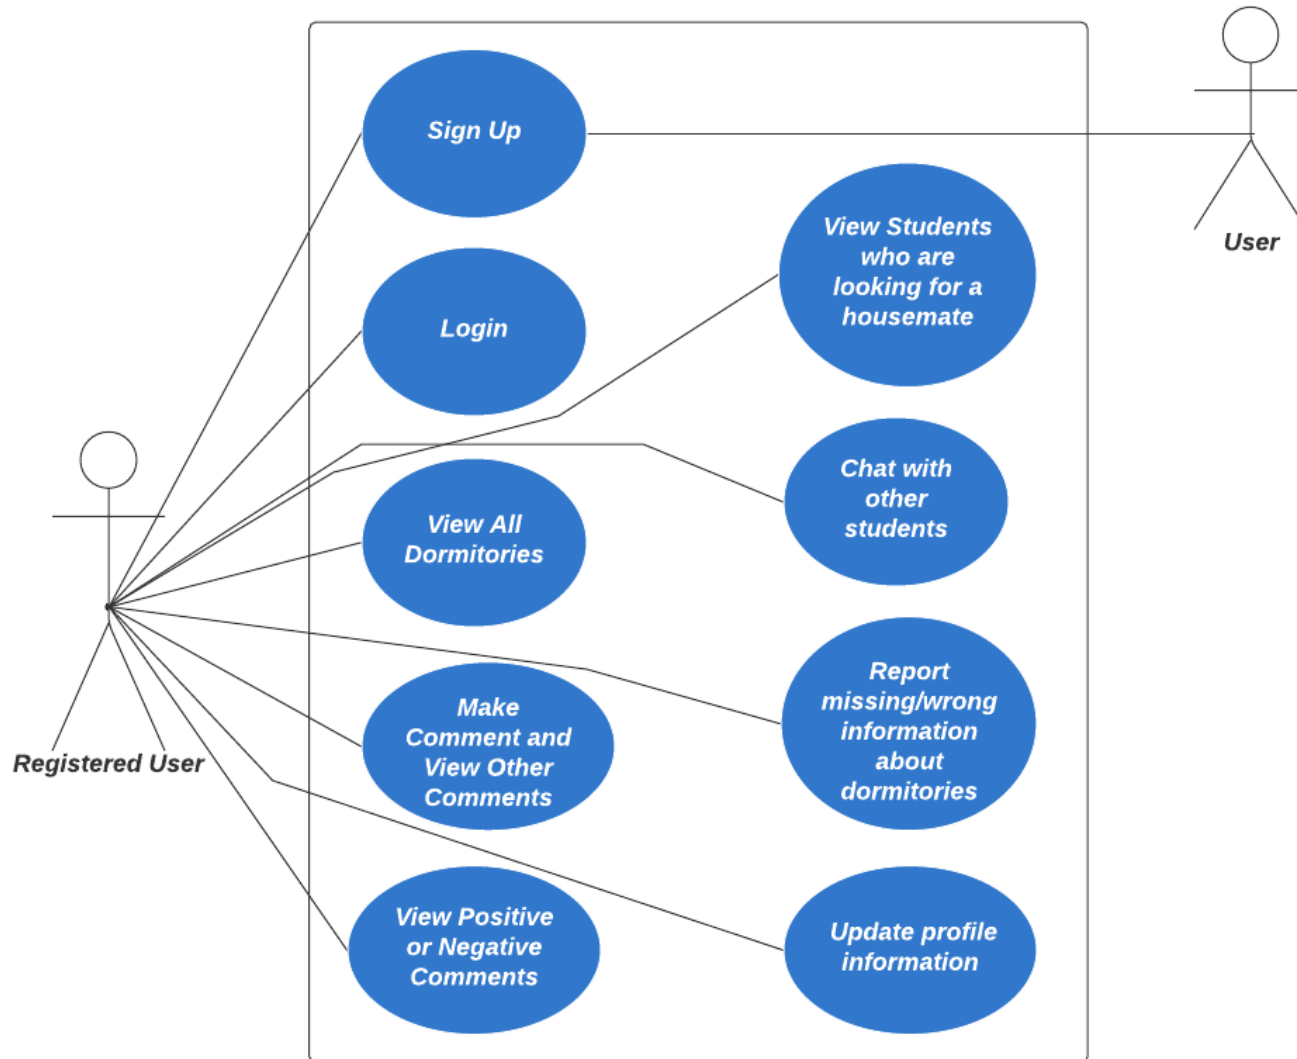 Sign Up
User
View Students
who are
looking for a
housemate
Login
Chat with
other
students
View All
Dormitories
Registered User
Make
Comment and
View Other
Comments
Report
missing/wrong
information
about
dormitories
View Positive
or Negative
Comments
Update profile
information